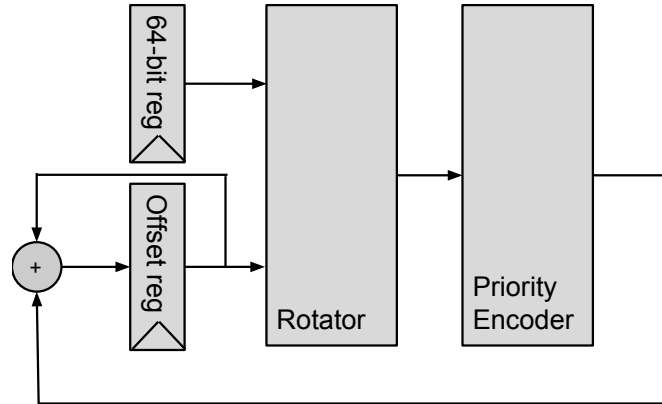 64-bit reg
Offset reg
+
Rotator
Priority
Encoder